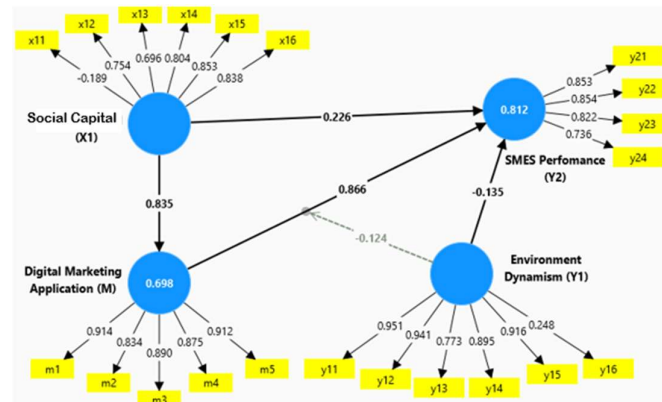 x11
x12
x13
x14
x15
x16
-0.189
0.754
0.696
0.804
0.853
0.838
Social Capital
(X1)
0.226
0.812
0.853
0.854
0.822
0.736
y21
y22
y23
y24
SMES Perfomance
(Y2)
0.835
0.866
-0.135
-0.124
Digital Marketing
Application (M)
0.698
Environment
Dynamism (Y1)
0.914
0.834
0.890
0.875
0.912
m1
m2
m3
m4
m5
0.951
0.941
0.773
0.895
0.916
0.248
y11
y12
y13
y14
y15
y16